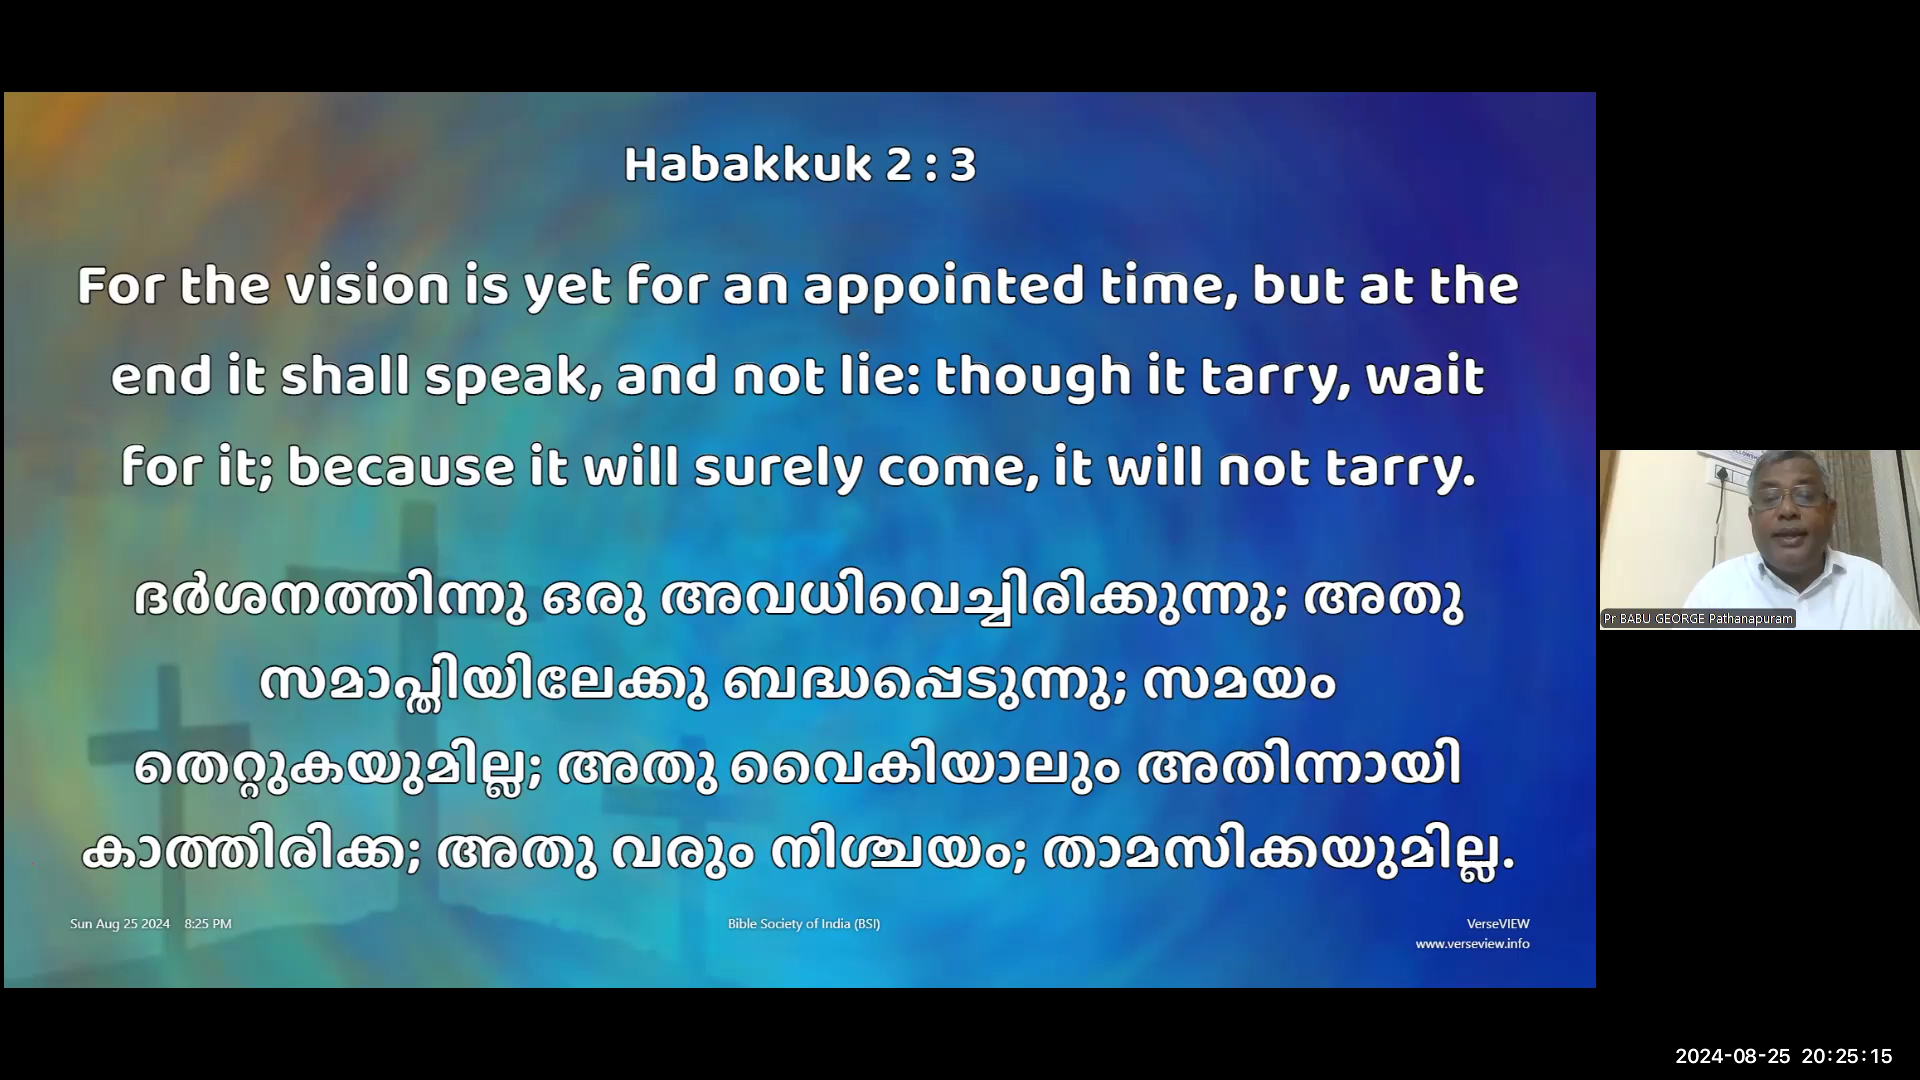 Habakkuk 2 : 3
For the vision is yet for an appointed time, but at the
end it shall speak, and not lie: though it tarry, wait
for it; because it will surely come, it will not tarry.
ദർശനത്തിന്നു ഒരു അവധിവെച്ചിരിക്കുന്നു; അതു
സമാപ്തിയിലേക്കു ബദ്ധപ്പെടുന്നു; സമയം
തെറ്റുകയുമില്ല; അതു വൈകിയാലും അതിന്നായി
കാത്തിരിക്ക; അതു വരും നിശ്ചയം; താമസിക്കയുമില്ല.
Sun Aug 25 2024 8:25 PM
Bible Society of India (BSI)
VerseVIEW
www.verseview.info
Pr BABU GEORGE Pathanapuram
2024-08-25 20:25:15